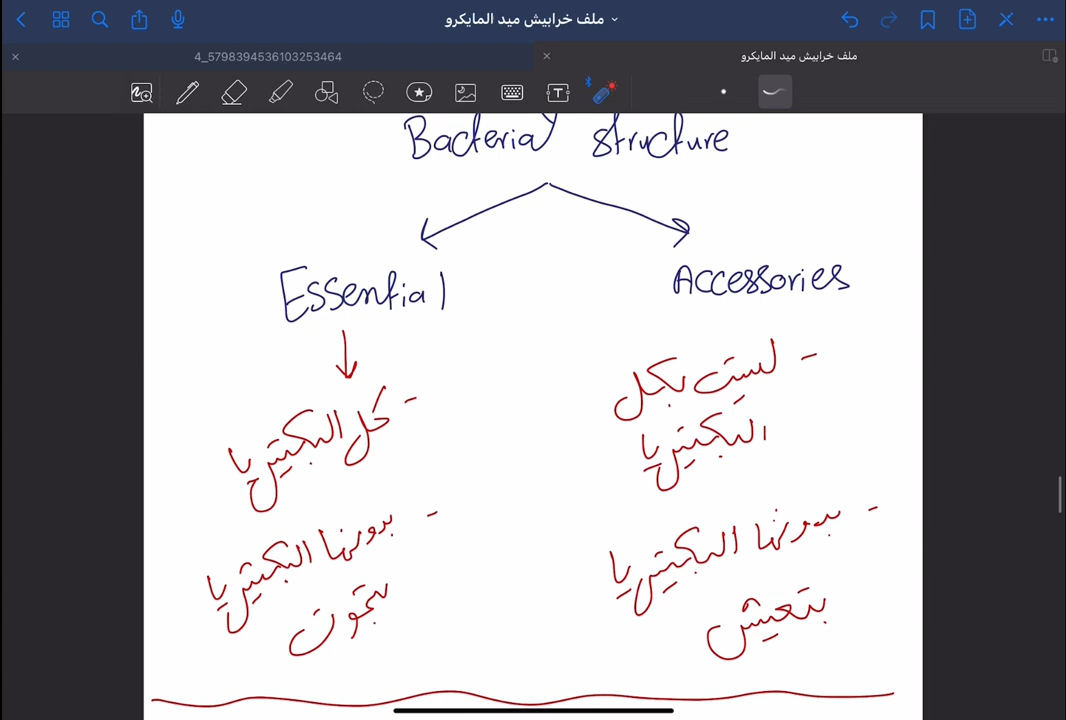 ملف خرابيش ميد المايكرو
4_5798394536103253464
ملف خرابيش ميد المايكرو
Bacterial structure
Essential
Accessories
- كل البكتيريا
- بدونها البكتيريا
بتموت
- ليست بكل
البكتيريا
- بدونها البكتيريا
بتعيش